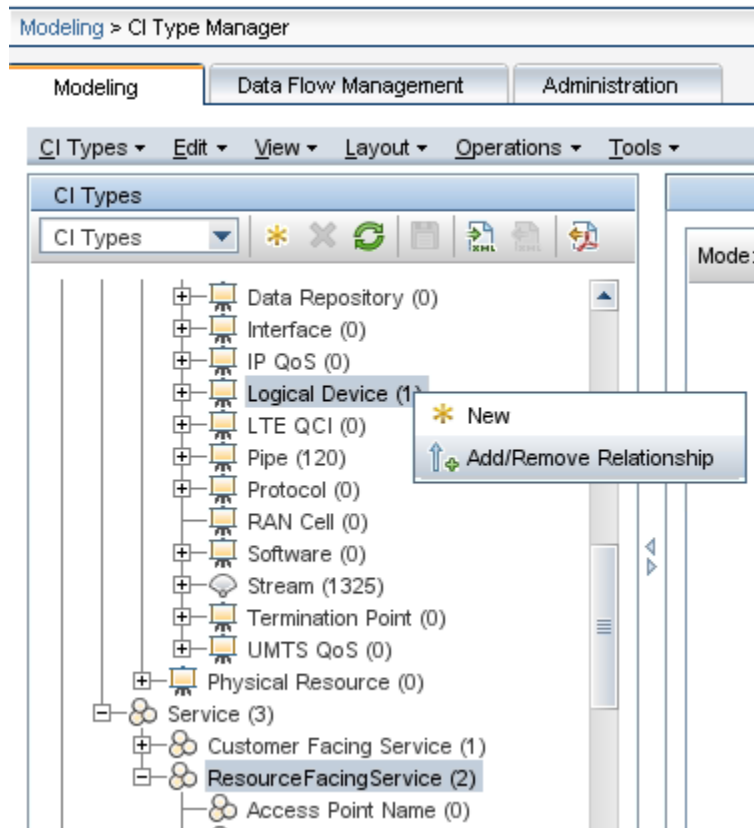 Modeling > CI Type Manager
Modeling Data Flow Management Administration
CI Types Edit View Layout Operations Tools
CI Types
CI Types XML
Mode:
Data Repository (0)
Interface (0)
IP QoS (0)
Logical Device (1)
New
LTE QCI (0)
Add/Remove Relationship
Pipe (120)
Protocol (0)
RAN Cell (0)
Software (0)
Stream (1325)
Termination Point (0)
UMTS QoS (0)
Physical Resource (0)
Service (3)
Customer Facing Service (1)
ResourceFacingService (2)
Access Point Name (0)